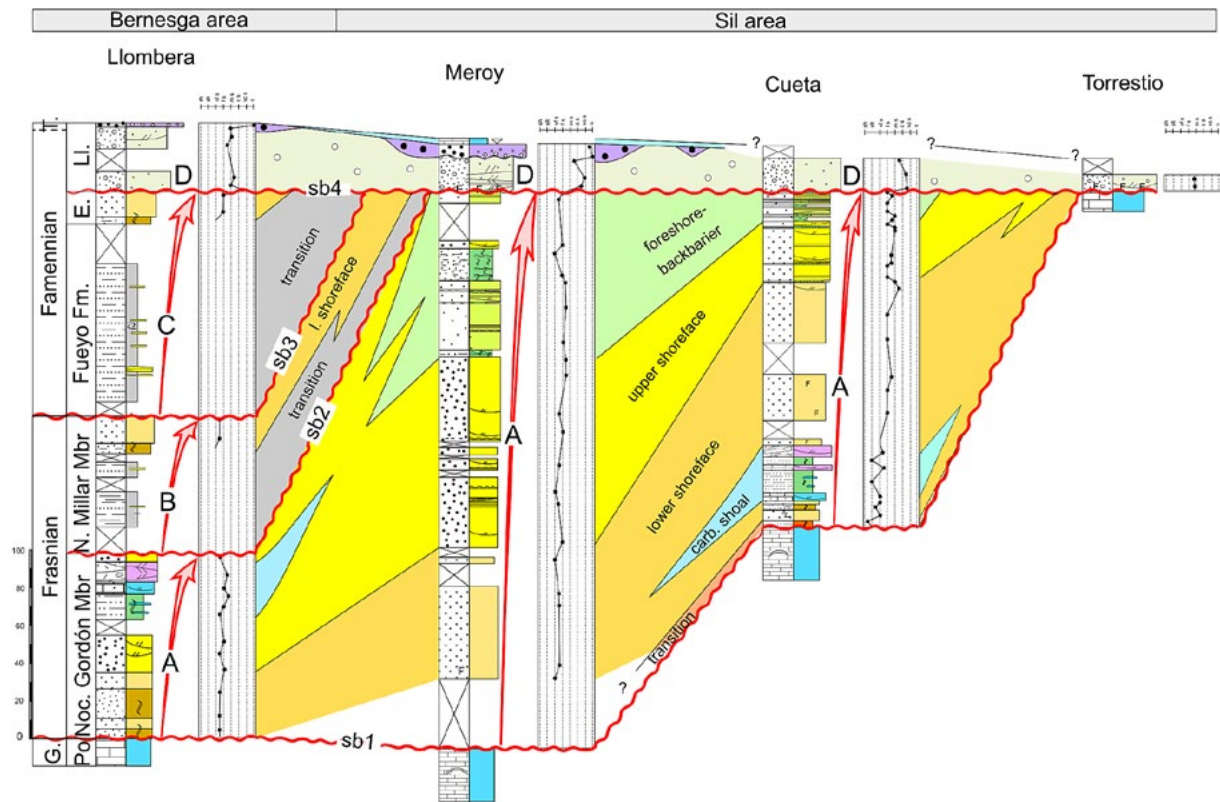 Bernesga area
Sil area
Llombera
Meroy
Cueta
Torrestio
T.
Ll.
E.
Fueyo Fm.
N. Millar Mbr
Noc. Gordón Mbr
Po
Famennian
Frasnian
G.
100
80
60
40
20
0
D
C
B
A
sb4
sb3
sb2
sb1
transition
l. shoreface
transition
D
A
F
F
F
foreshore-
backbarier
upper shoreface
lower shoreface
carb. shoal
transition
?
?
D
A
F
F
?
F
F
F